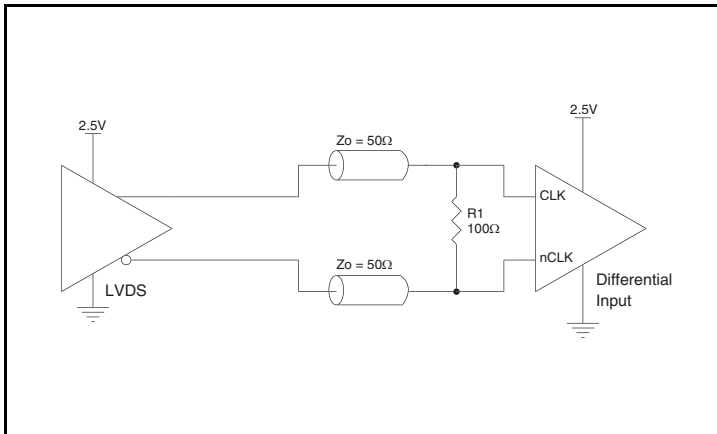 2.5V
2.5V
Zo = 50Ω
CLK
R1
100Ω
nCLK
Zo = 50Ω
LVDS
Differential
Input